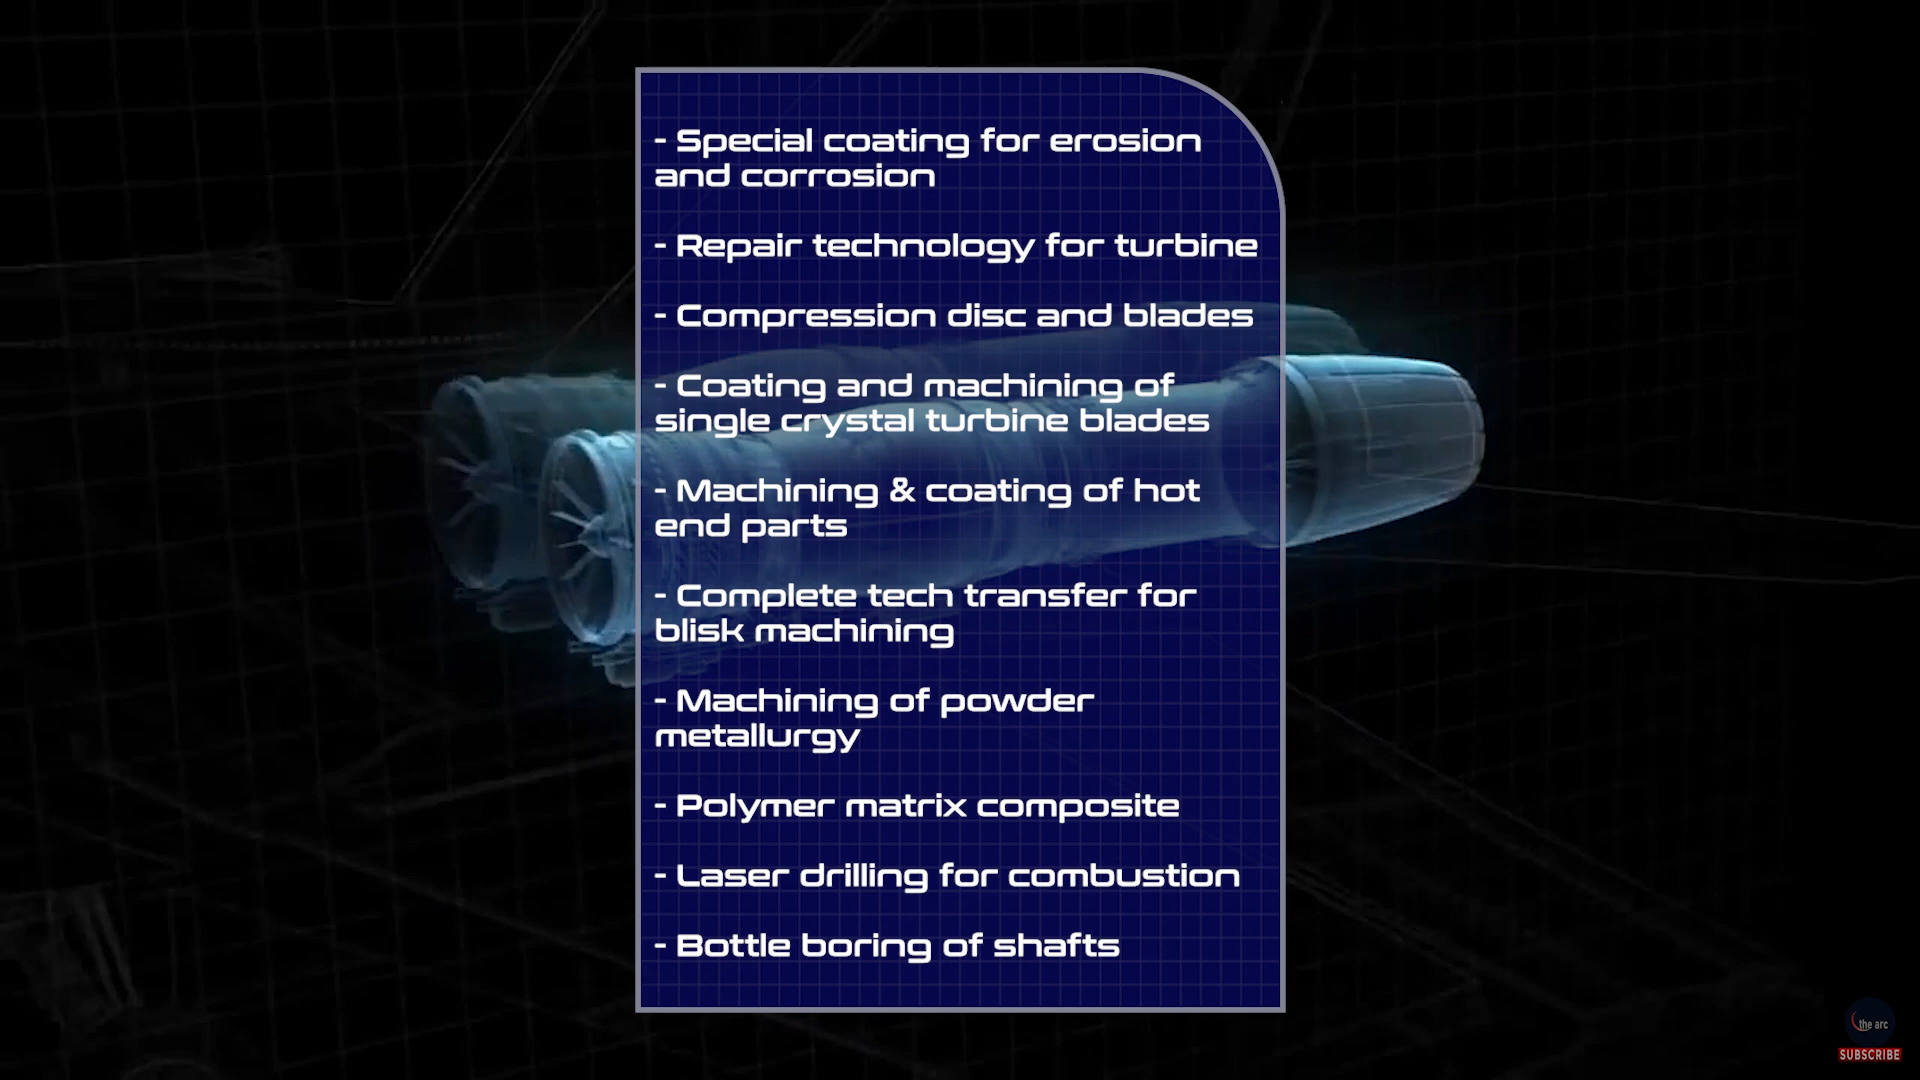 - Special coating for erosion
and corrosion
- Repair technology for turbine
- Compression disc and blades
- Coating and machining of
single crystal turbine blades
- Machining & coating of hot
end parts
- Complete tech transfer for
blisk machining
- Machining of powder
metallurgy
- Polymer matrix composite
- Laser drilling for combustion
- Bottle boring of shafts
the arc
SUBSCRIBE